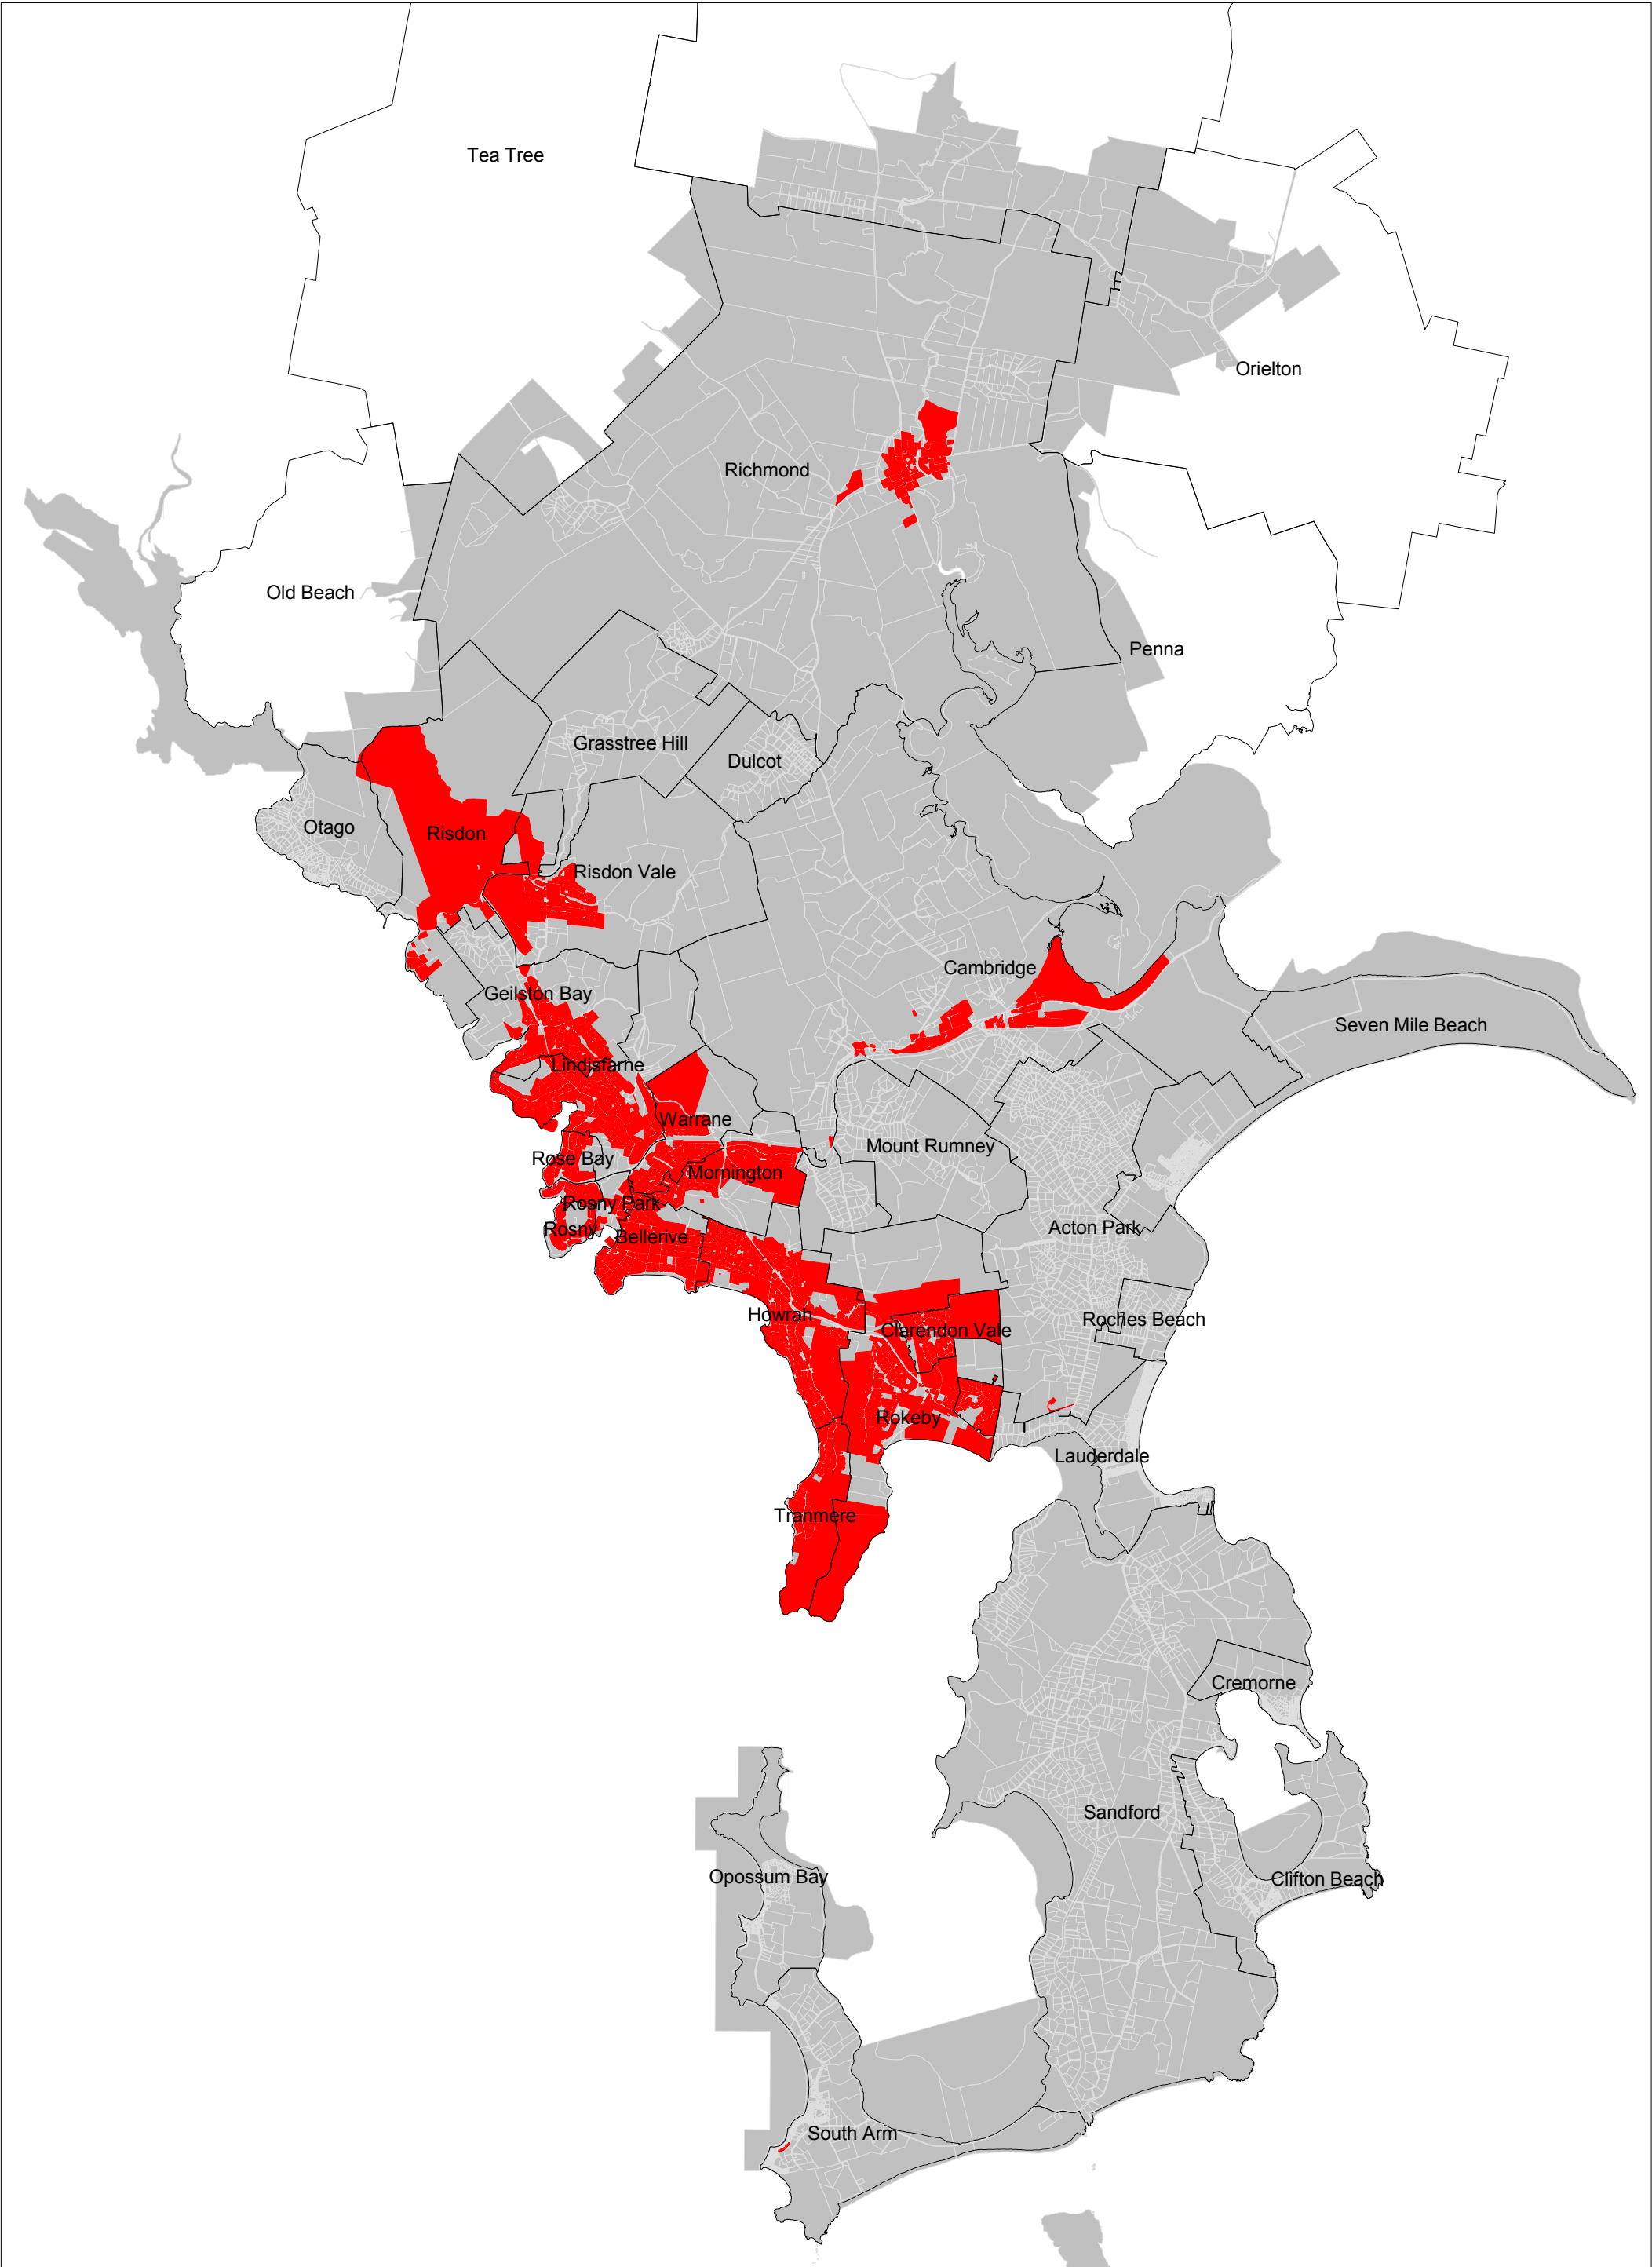 Tea Tree
Orielton
Richmond
Old Beach
Penna
Grasstree Hill
Dulcot
Otago
Risdon
Risdon Vale
Cambridge
Geilston Bay
Seven Mile Beach
Lindisfarne
Warrane
Mount Rumney
Rose Bay
Mornington
Rosny Park
Acton Park
Rosny
Bellerive
Howrah
Roches Beach
Clarendon Vale
Rokeby
Lauderdale
Tranmere
Cremorne
Sandford
Opossum Bay
Clifton Beach
South Arm